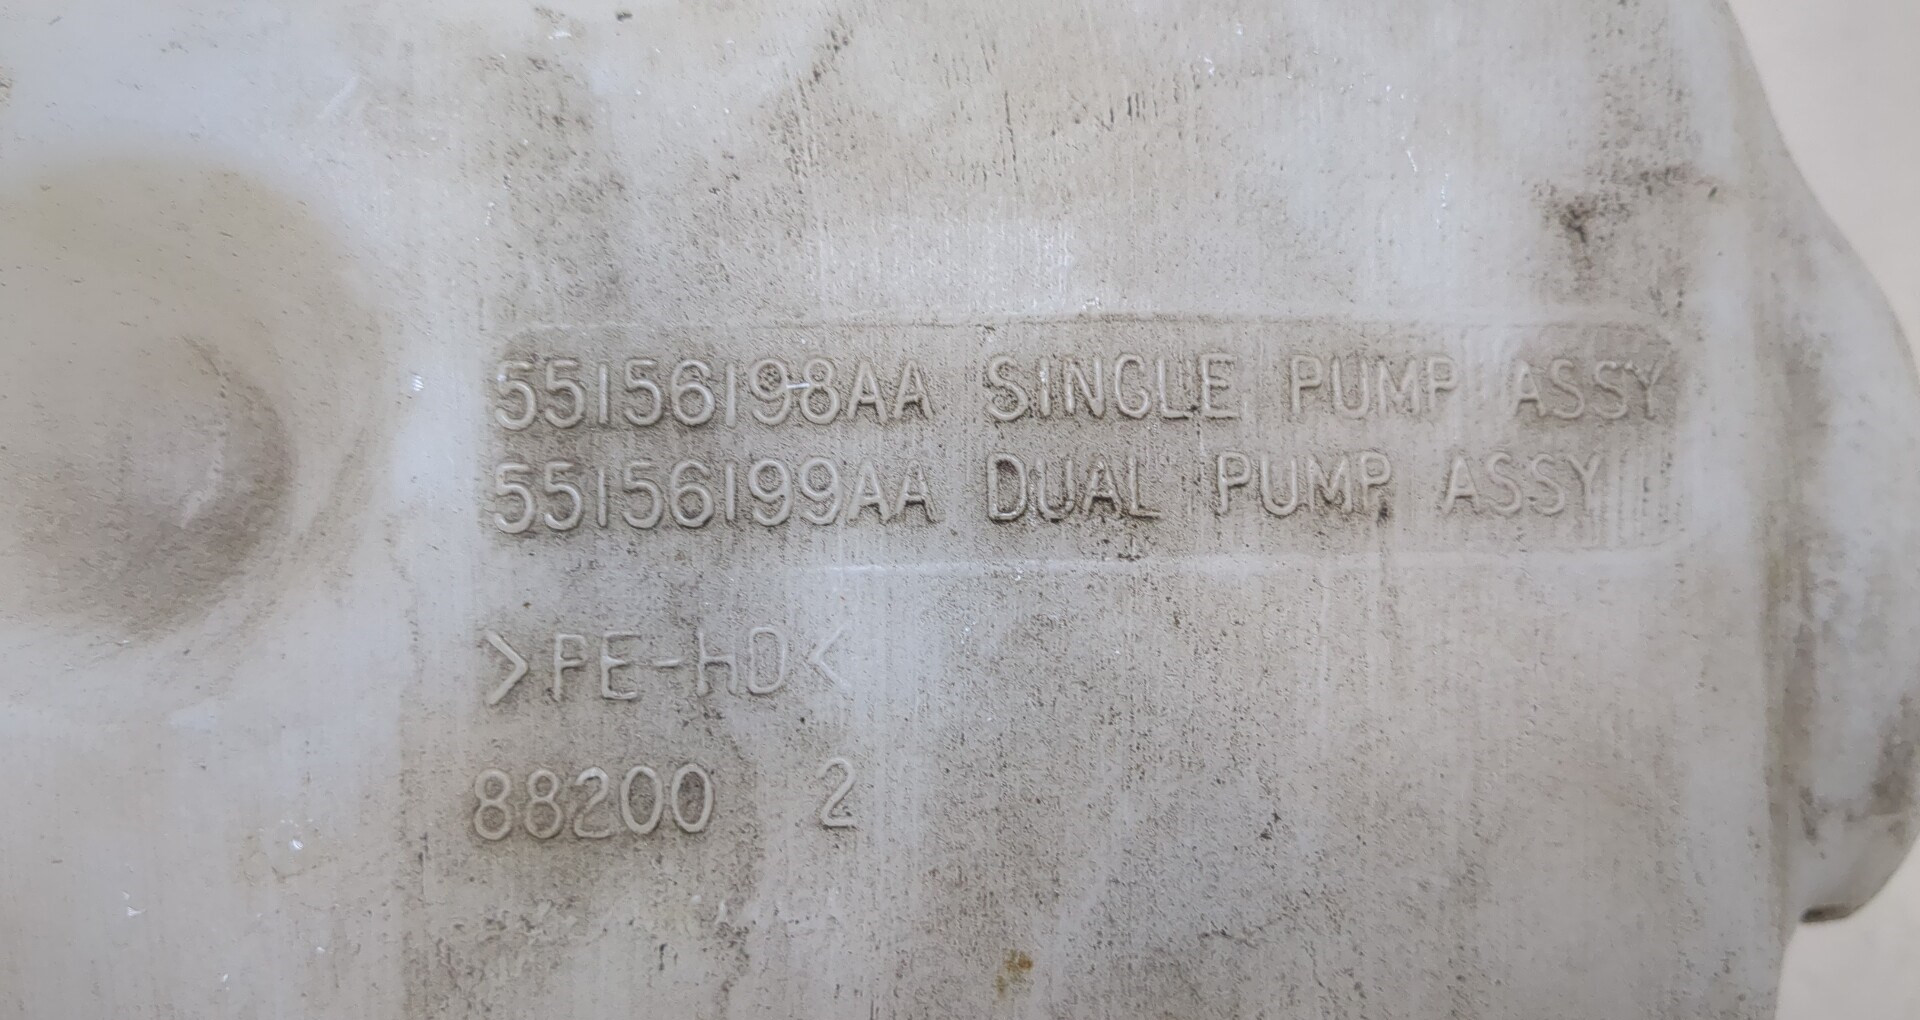 55156198AA SINGLE PUMP ASSY
55156199AA DUAL PUMP ASSY
>PE-HD<
88200 2